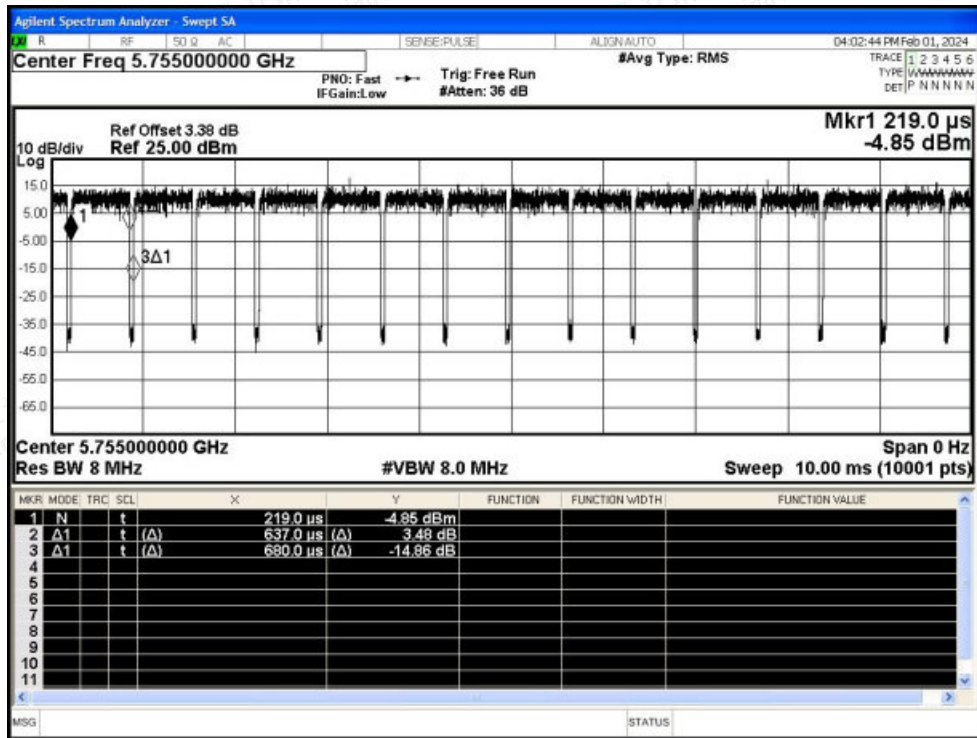 Agilent Spectrum Analyzer - Swept SA
R RF 50 Ω AC SENSE:PULSE ALIGN AUTO 04:02:44 PM Feb 01, 2024
Center Freq 5.755000000 GHz #Avg Type: RMS TRACE 1 2 3 4 5 6
PNO: Fast Trig: Free Run TYPE
IFGain:Low #Atten: 36 dB DET P N N N N N
Mkr1 219.0 µs
Ref Offset 3.38 dB
10 dB/div Ref 25.00 dBm -4.85 dBm
Log
15.0
5.00
1
-5.00
3Δ1
-15.0
-25.0
-35.0
-45.0
-55.0
-65.0
Center 5.755000000 GHz Span 0 Hz
Res BW 8 MHz #VBW 8.0 MHz Sweep 10.00 ms (10001 pts)
MKR MODE TRC SCL X Y FUNCTION FUNCTION WIDTH FUNCTION VALUE
1 N t 219.0 µs -4.85 dBm
2 Δ1 t (Δ) 637.0 µs (Δ) 3.48 dB
3 Δ1 t (Δ) 680.0 µs (Δ) -14.86 dB
4
5
6
7
8
9
10
11
MSG STATUS